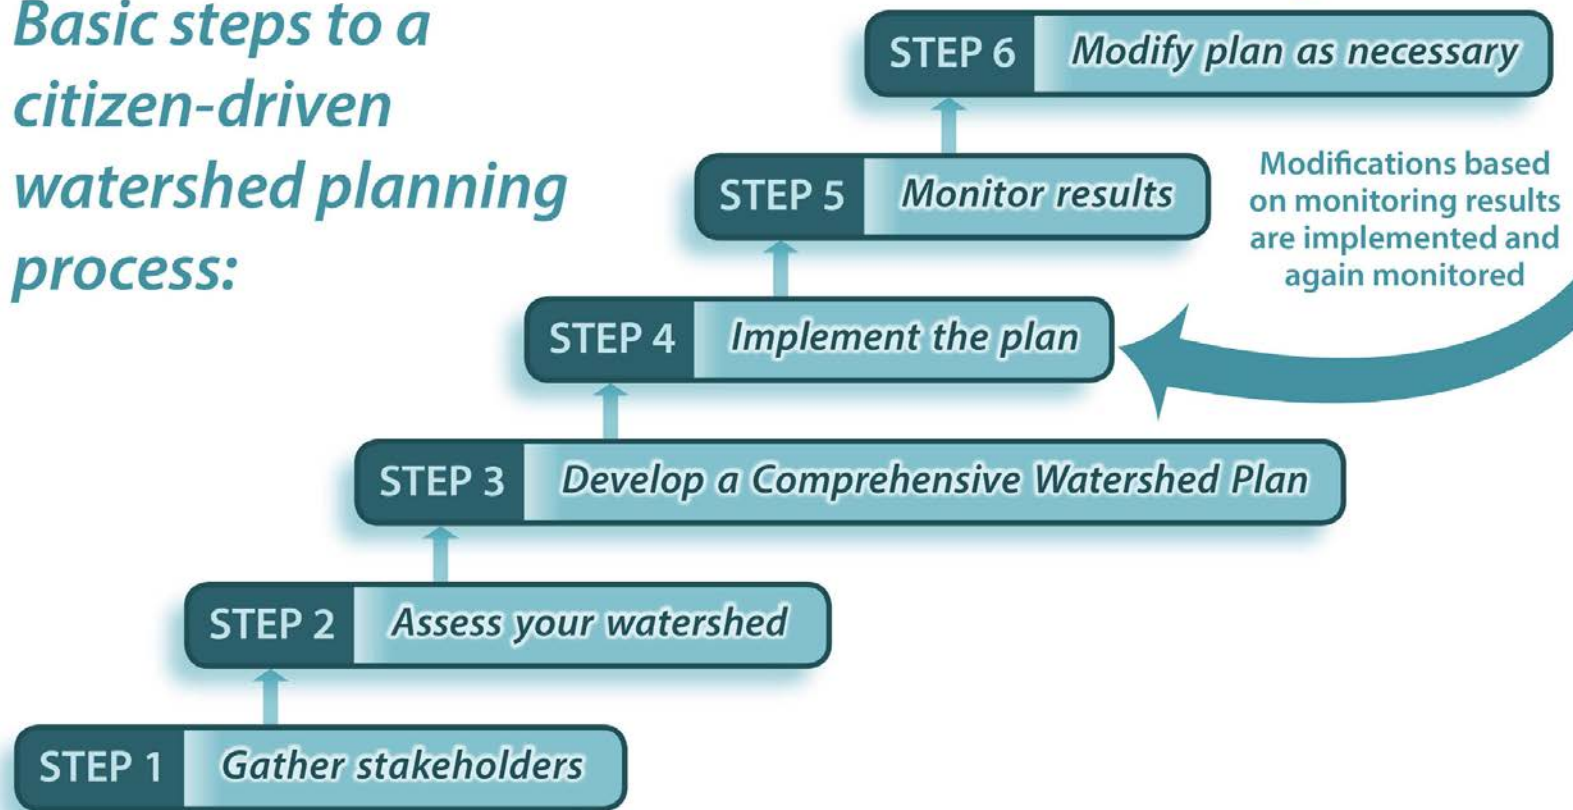 Basic steps to a
citizen-driven
watershed planning
process:
STEP 6 Modify plan as necessary
Modifications based
on monitoring results
are implemented and
again monitored
STEP 5 Monitor results
STEP 4 Implement the plan
STEP 3 Develop a Comprehensive Watershed Plan
STEP 2 Assess your watershed
STEP 1 Gather stakeholders